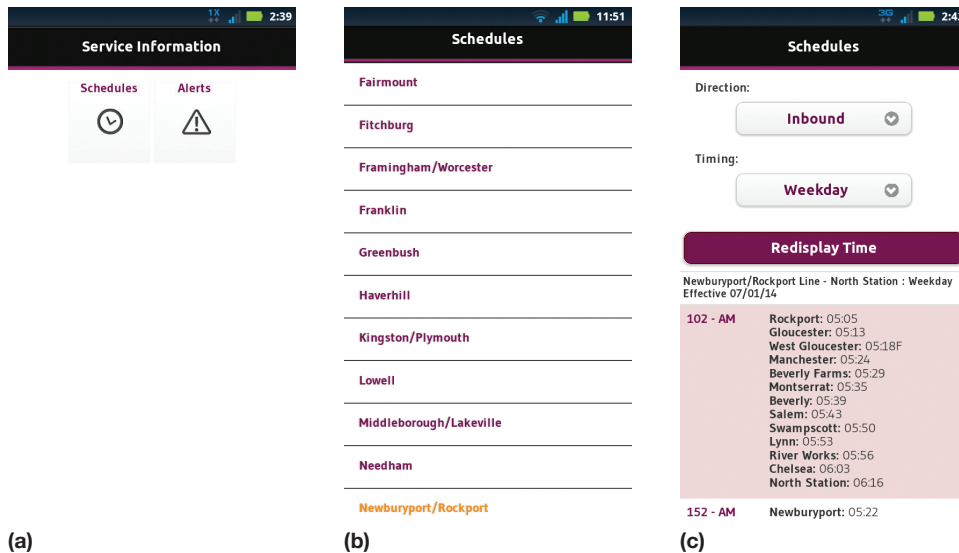 1X 2:39
Service Information
Schedules Alerts
(a)
11:51
Schedules
Fairmount
Fitchburg
Framingham/Worcester
Franklin
Greenbush
Haverhill
Kingston/Plymouth
Lowell
Middleborough/Lakeville
Needham
Newburyport/Rockport
(b)
3G
Schedules
Direction:
Inbound
Timing:
Weekday
Redisplay Time
Newburyport/Rockport Line - North Station : Weekday
Effective 07/01/14
102 - AM Rockport: 05:05
Gloucester: 05:13
West Gloucester: 05:18F
Manchester: 05:24
Beverly Farms: 05:29
Montserrat: 05:35
Beverly: 05:39
Salem: 05:43
Swampscott: 05:50
Lynn: 05:53
River Works: 05:56
Chelsea: 06:03
North Station: 06:16
152 - AM Newburyport: 05:22
(c)